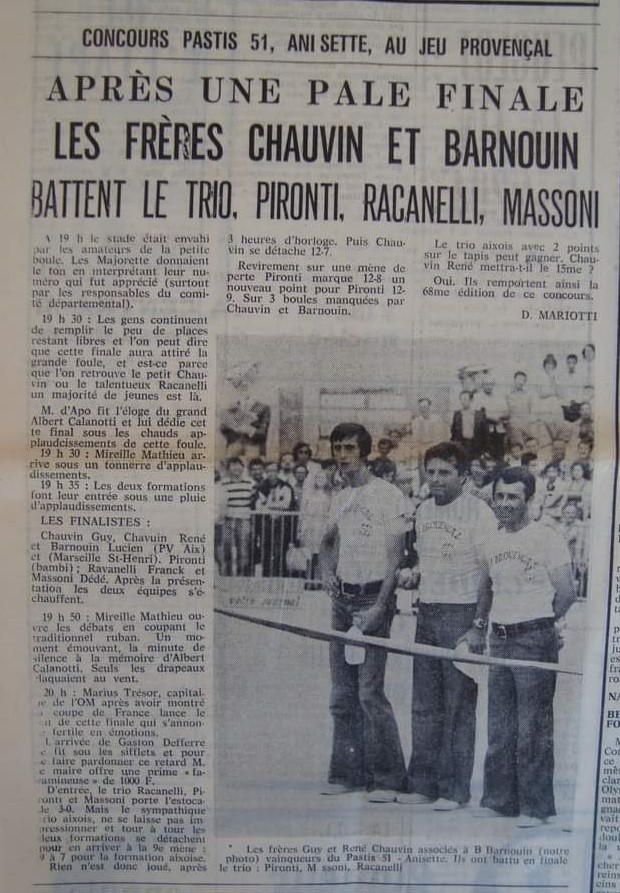 CONCOURS PASTIS 51, ANI SETTE, AU JEU PROVENÇAL
APRÈS UNE PALE FINALE
LES FRÈRES CHAUVIN ET BARNOUIN
BATTENT LE TRIO, PIRONTI, RACANELLI, MASSONI
A 19 h le stade était envahi
par les amateurs de la petite
boule. Les Majorette donnaient
le ton en interprétant leur nu-
méro qui fut apprécié (surtout
par les responsables du comi-
té départemental).
19 h 30 : Les gens continuent
de remplir le peu de places
restant libres et l'on peut dire
que cette finale aura attiré la
grande foule, et est-ce parce
que l'on retrouve le petit Chau-
vin ou le talentueux Racanelli
un majorité de jeunes est là.
M. d'Apo fit l'éloge du grand
Albert Calanotti et lui dédie cet
te final sous les chauds ap-
plaudcissements de cette foule.
19 h 30 : Mireille Mathieu ar-
rive sous un tonnerre d'applau-
dissements.
19 h 35 : Les deux formations
font leur entrée sous une pluie
d'applaudissements.
LES FINALISTES :
Chauvin Guy, Chavuin René
et Barnouin Lucien (PV Aix)
et (Marseille St-Henri). Pironti
(bambi) ; Ravanelli Franck et
Massoni Dédé. Après la présen-
tation les deux équipes s'é-
chauffent.
19 h 50 : Mireille Mathieu ou-
vre les débats en coupant le
traditionnel ruban. Un mo-
ment émouvant, la minute de
silence à la mémoire d'Albert
Calanotti. Seuls les drapeaux
claquaient au vent.
20 h : Marius Trésor, capitai-
ne de l'OM après avoir montré
la coupe de France lance le
but de cette finale qui s'annon-
ce fertile en émotions.
L'arrivée de Gaston Defferre
se fit sou les sifflets et pour
se faire pardonner ce retard M.
le maire offre une prime « fa-
ramineuse » de 1000 F.
D'entrée, le trio Racanelli, Pi-
ronti et Massoni porte l'estoca-
de 3-0. Mais le sympathique
trio aixois, ne se laisse pas im-
pressionner et tour à tour les
deux formations se détachent
pour en arriver à la 9e mène :
9 à 7 pour la formation aixoise.
Rien n'est donc joué, après
3 heures d'horloge. Puis Chau-
vin se détache 12-7.
Revirement sur une mène de
perte Pironti marque 12-8 un
nouveau point pour Pironti 12-
9. Sur 3 boules manquées par
Chauvin et Barnouin.
Le trio aixois avec 2 points
sur le tapis peut gagner. Chau-
vin René mettra-t-il le 15me ?
Oui. Ils remportent ainsi la
68me édition de ce concours.
D. MARIOTTI
votre journal
Les frères Guy et René Chauvin associés à B Barnouin (notre
photo) vainqueurs du Pastis 51 - Anisette. Ils ont battu en finale
le trio : Pironti, M ssoni, Racanelli